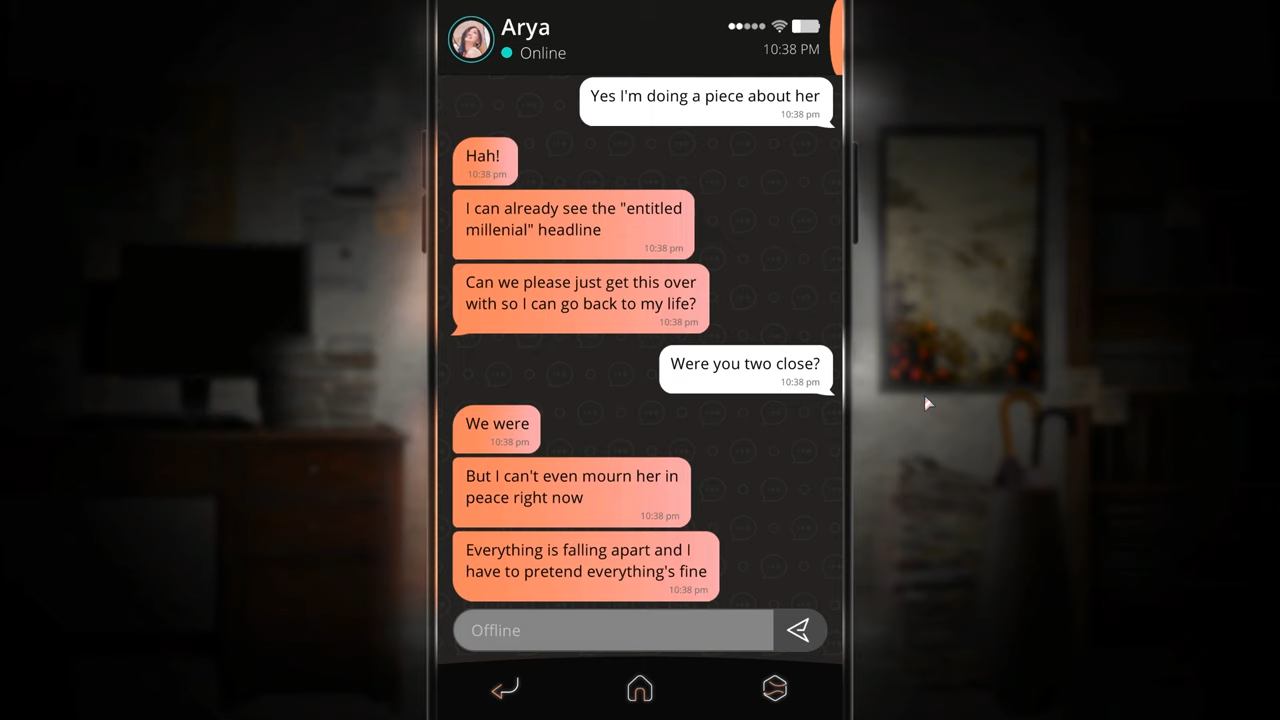 Arya
Online
10:38 PM
Yes I'm doing a piece about her
10:38 pm
Hah!
10:38 pm
I can already see the "entitled
millenial" headline
10:38 pm
Can we please just get this over
with so I can go back to my life?
10:38 pm
Were you two close?
10:38 pm
We were
10:38 pm
But I can't even mourn her in
peace right now
10:38 pm
Everything is falling apart and I
have to pretend everything's fine
10:38 pm
Offline